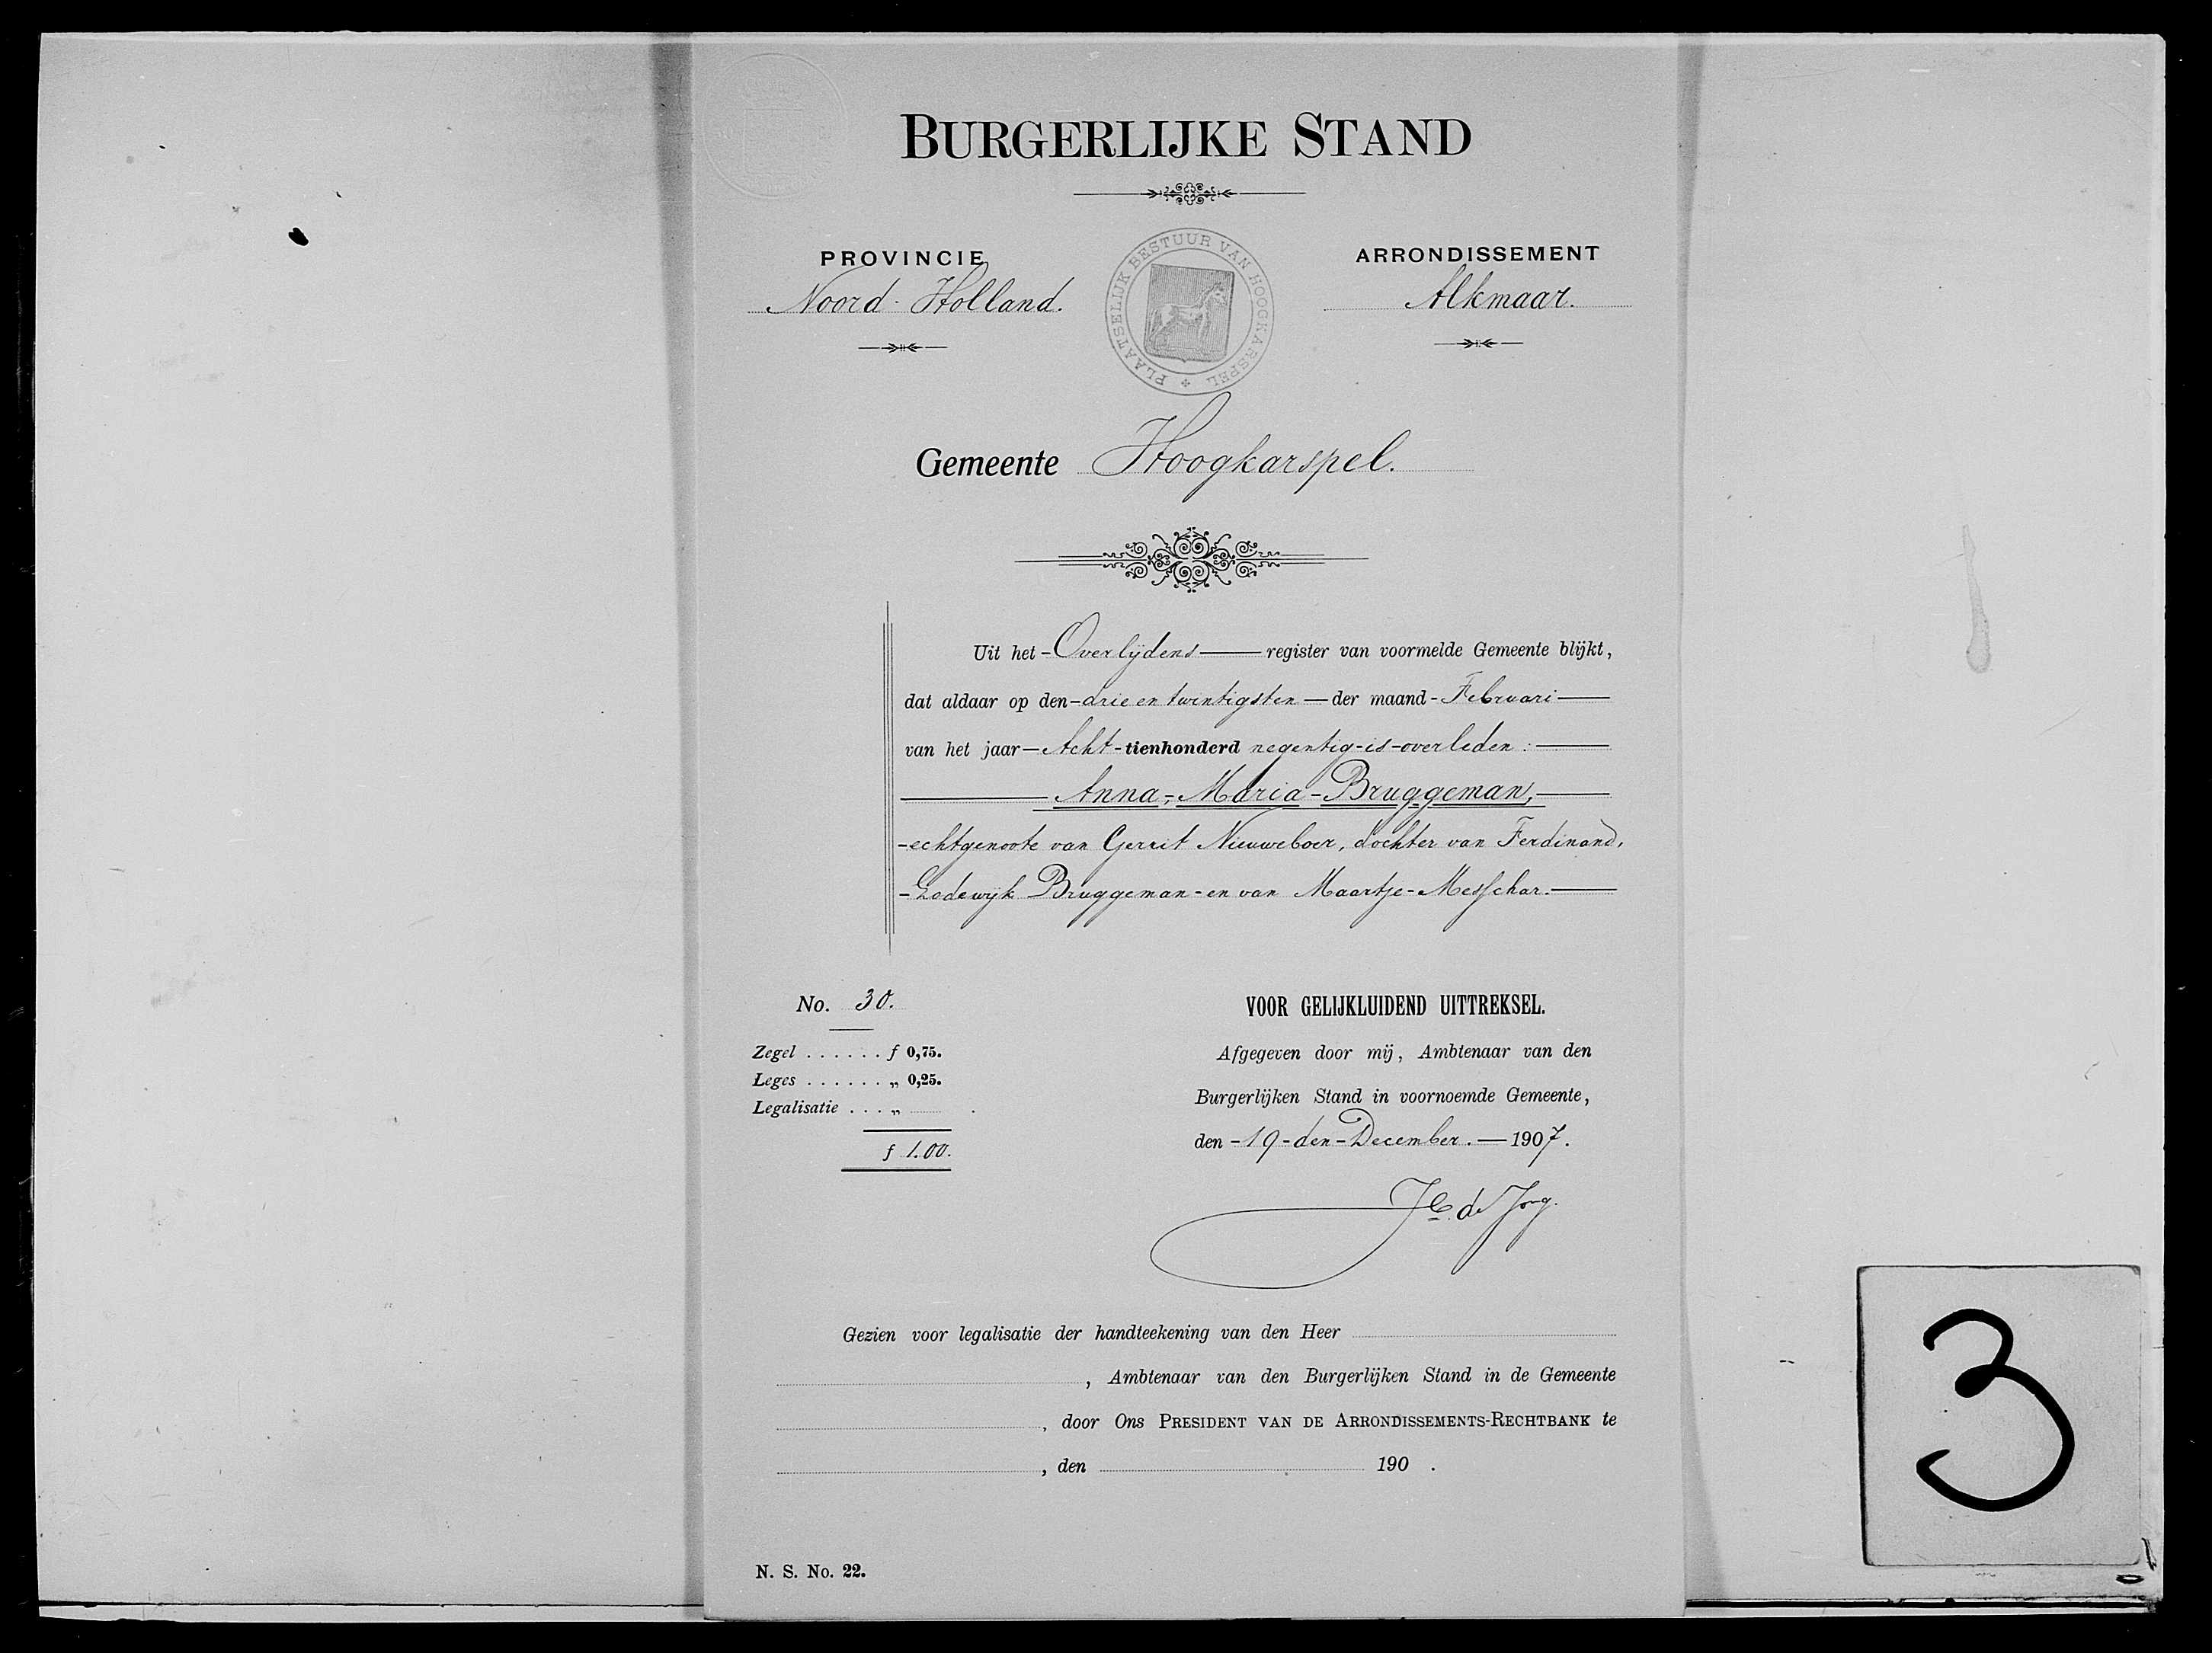 BURGERLIJKE STAND
PROVINCIE
Noord-Holland.
PLAATSELIJK BESTUUR VAN HOOGKARSPEL
ARRONDISSEMENT
Alkmaar.
Gemeente Hoogkarspel.
Uit het - Overlijdens — register van voormelde Gemeente blijkt,
dat aldaar op den - drie en twintigsten — der maand - Februari —
van het jaar — Acht-tienhonderd negentig - is - overleden : —
— Anna, - Maria - Bruggeman, —
- echtgenoote van Gerrit Nieuweboer, dochter van Ferdinand,
- Lodewijk Bruggeman - en van Maartje - Messchar. —
No. 30.
Zegel . . . . . . f 0,75.
Leges . . . . . . „ 0,25.
Legalisatie . . . „ .
f 1.00.
VOOR GELIJKLUIDEND UITTREKSEL.
Afgegeven door mij, Ambtenaar van den
Burgerlijken Stand in voornoemde Gemeente,
den - 19 - den - December. — 1907.
de Jong.
Gezien voor legalisatie der handteekening van den Heer
, Ambtenaar van den Burgerlijken Stand in de Gemeente
, door Ons PRESIDENT VAN DE ARRONDISSEMENTS-RECHTBANK te
, den 190 .
N. S. No. 22.
3